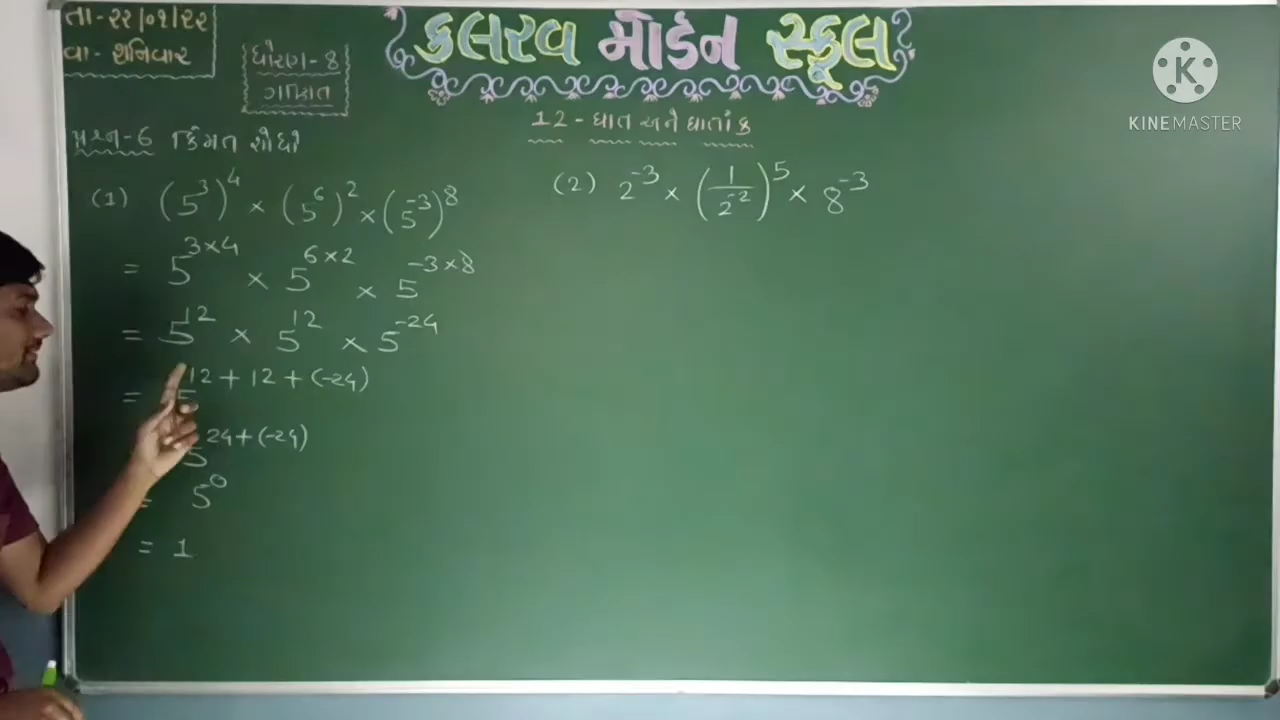 તા-૨૨/૦૧/૨૨
વા- શનિવાર
ધોરણ-8
ગણિત
કલરવ મોર્ડન સ્કૂલ
12 - ઘાત અને ઘાતાંક
પ્રશ્ન-6 કિંમત શોધો
(1) (5³)⁴ × (5⁶)² × (5⁻³)⁸
= 5³ˣ⁴ × 5⁶ˣ² × 5⁻³ˣ⁸
= 5¹² × 5¹² × 5⁻²⁴
= 5¹² ⁺ ¹² ⁺ ⁽⁻²⁴⁾
5²⁴⁺⁽⁻²⁴⁾
= 5⁰
= 1
(2) 2⁻³ × (1/2⁻²)⁵ × 8⁻³
KINEMASTER